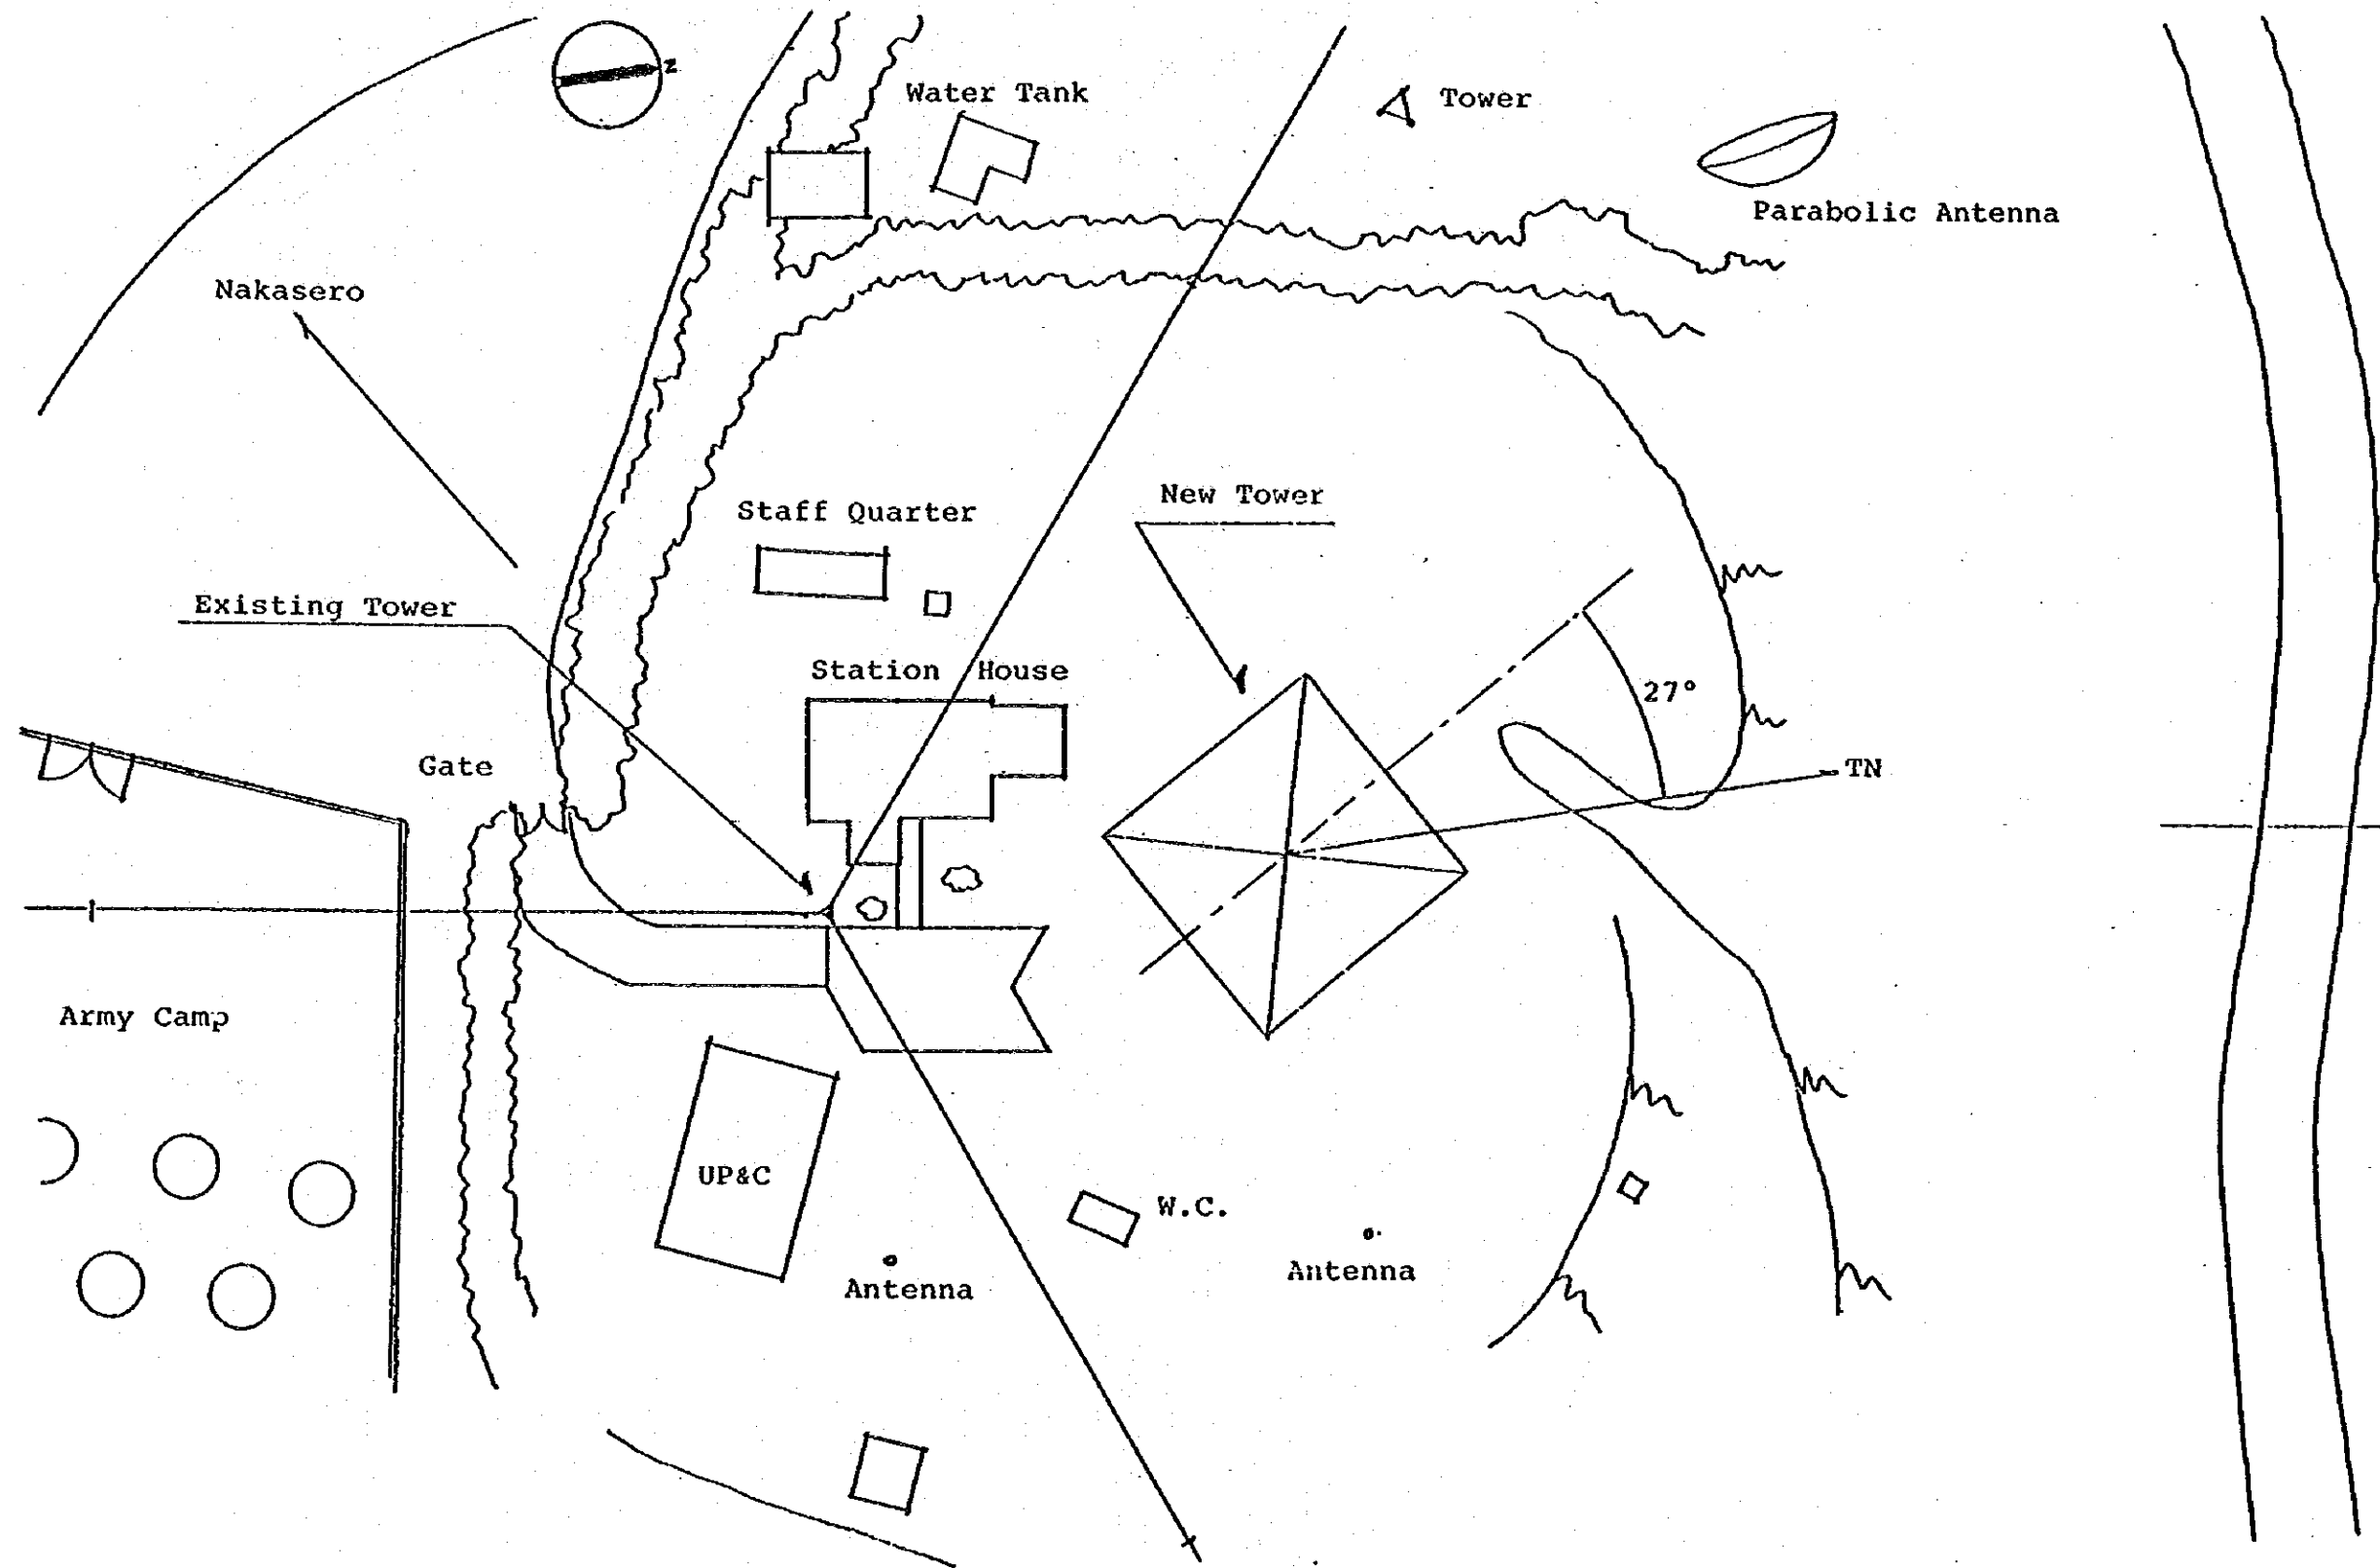 Z
Water Tank
Tower
Parabolic Antenna
Nakasero
New Tower
Staff Quarter
Existing Tower
Station House
27°
Gate
TN
Army Camp
UP&C
W.C.
Antenna
Antenna